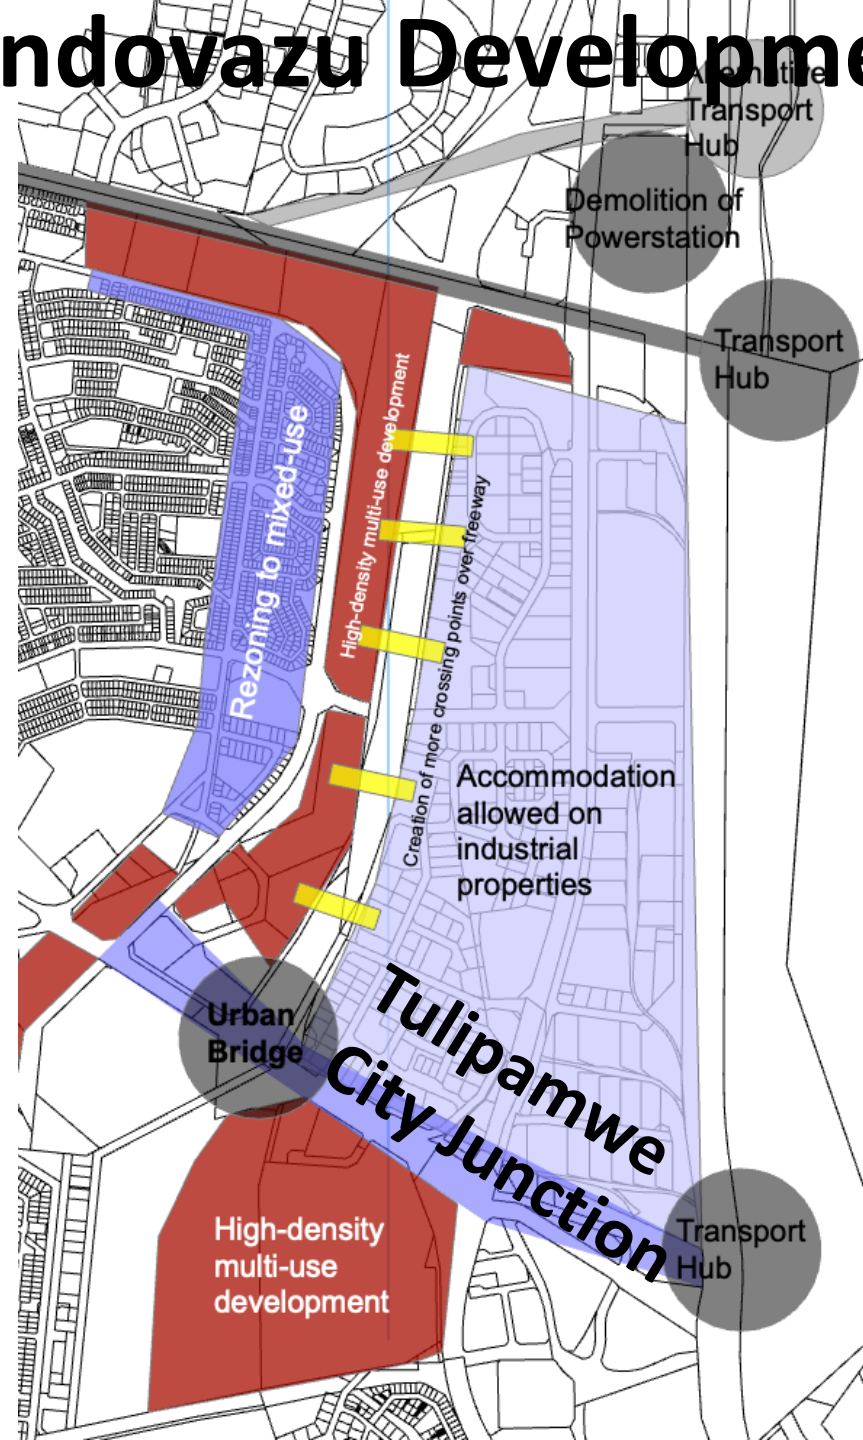 ndovazu Developme
Alternative
Transport
Hub
Demolition of
Powerstation
Transport
Hub
High-density multi-use development
Rezoning to mixed-use
Creation of more crossing points over freeway
Accommodation
allowed on
industrial
properties
Urban
Bridge
Tulipamwe
City Junction
High-density
multi-use
development
Transport
Hub